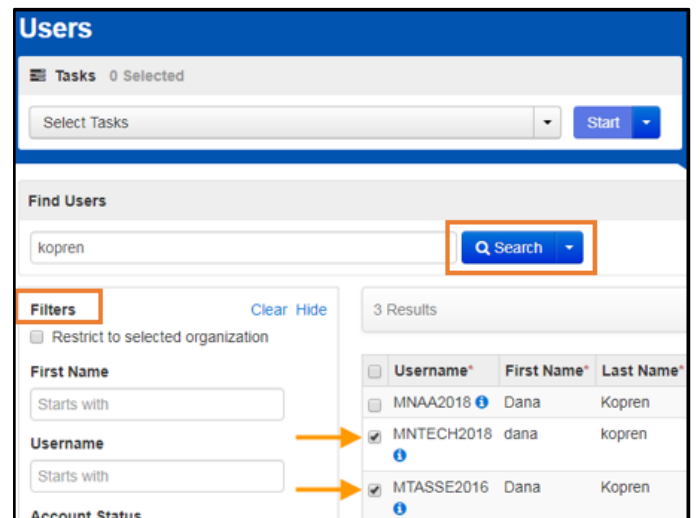 Users
Tasks 0 Selected
Select Tasks
Start
Find Users
kopren
Search
Filters Clear Hide
Restrict to selected organization
First Name
Starts with
Username
Starts with
Account Status
3 Results
Username* First Name* Last Name*
MNAA2018 Dana Kopren
MNTECH2018 dana kopren
MTASSE2016 Dana Kopren